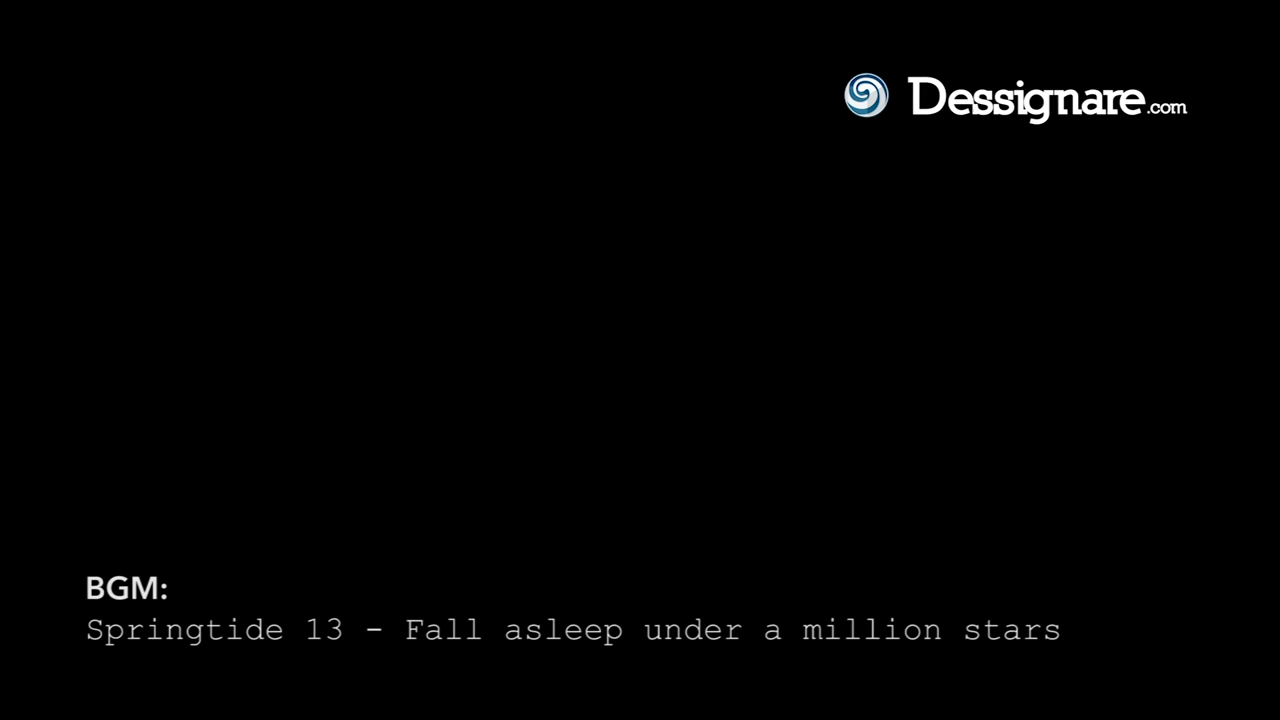 Dessignare.com
BGM:
Springtide 13 - Fall asleep under a million stars